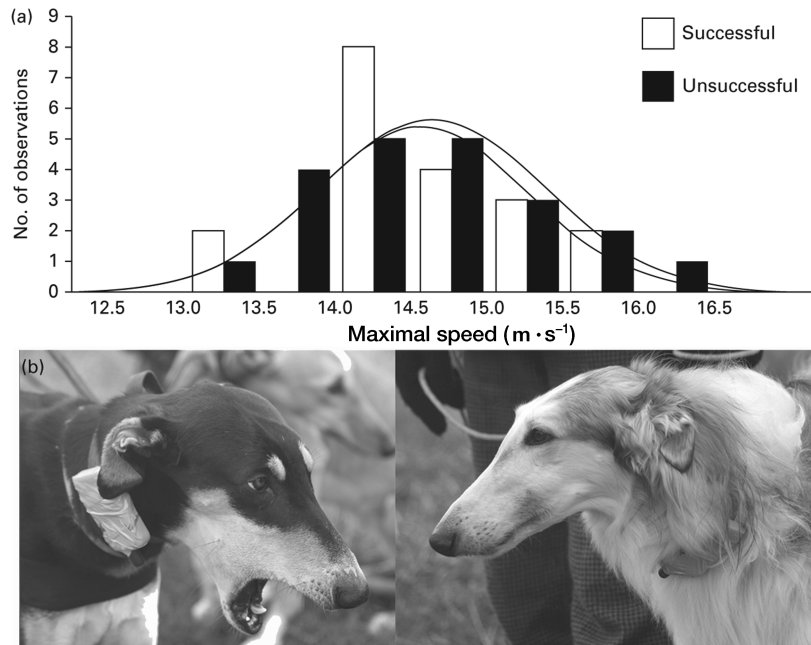 (a)
9
8
7
6
5
4
3
2
1
0
No. of observations
Successful
Unsuccessful
12.5 13.0 13.5 14.0 14.5 15.0 15.5 16.0 16.5
Maximal speed (m · s⁻¹)
(b)